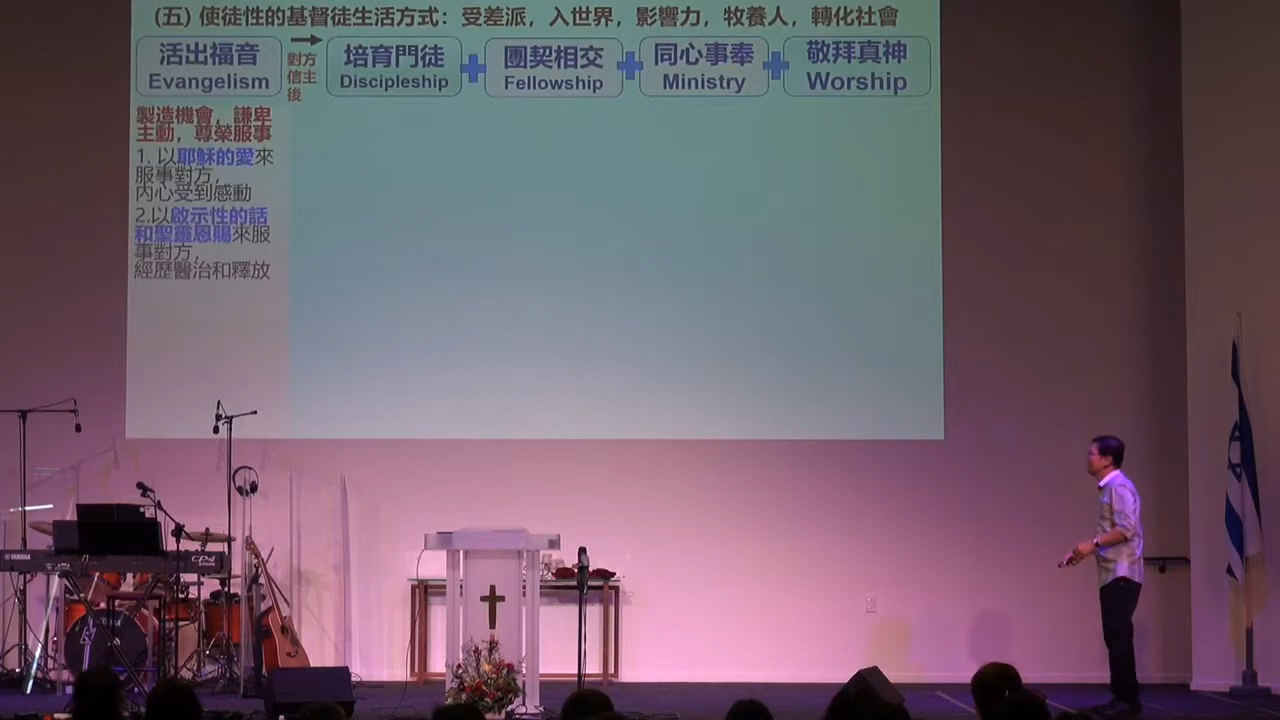 (五) 使徒性的基督徒生活方式：受差派，入世界，影響力，牧養人，轉化社會
活出福音
Evangelism
對方
信主
後
培育門徒
Discipleship
團契相交
Fellowship
同心事奉
Ministry
敬拜真神
Worship
製造機會，謙卑
主動，尊榮服事
1. 以耶穌的愛來
服事對方，
內心受到感動
2.以啟示性的話
和聖靈恩賜來服
事對方，
經歷醫治和釋放
YAMAHA
CP4